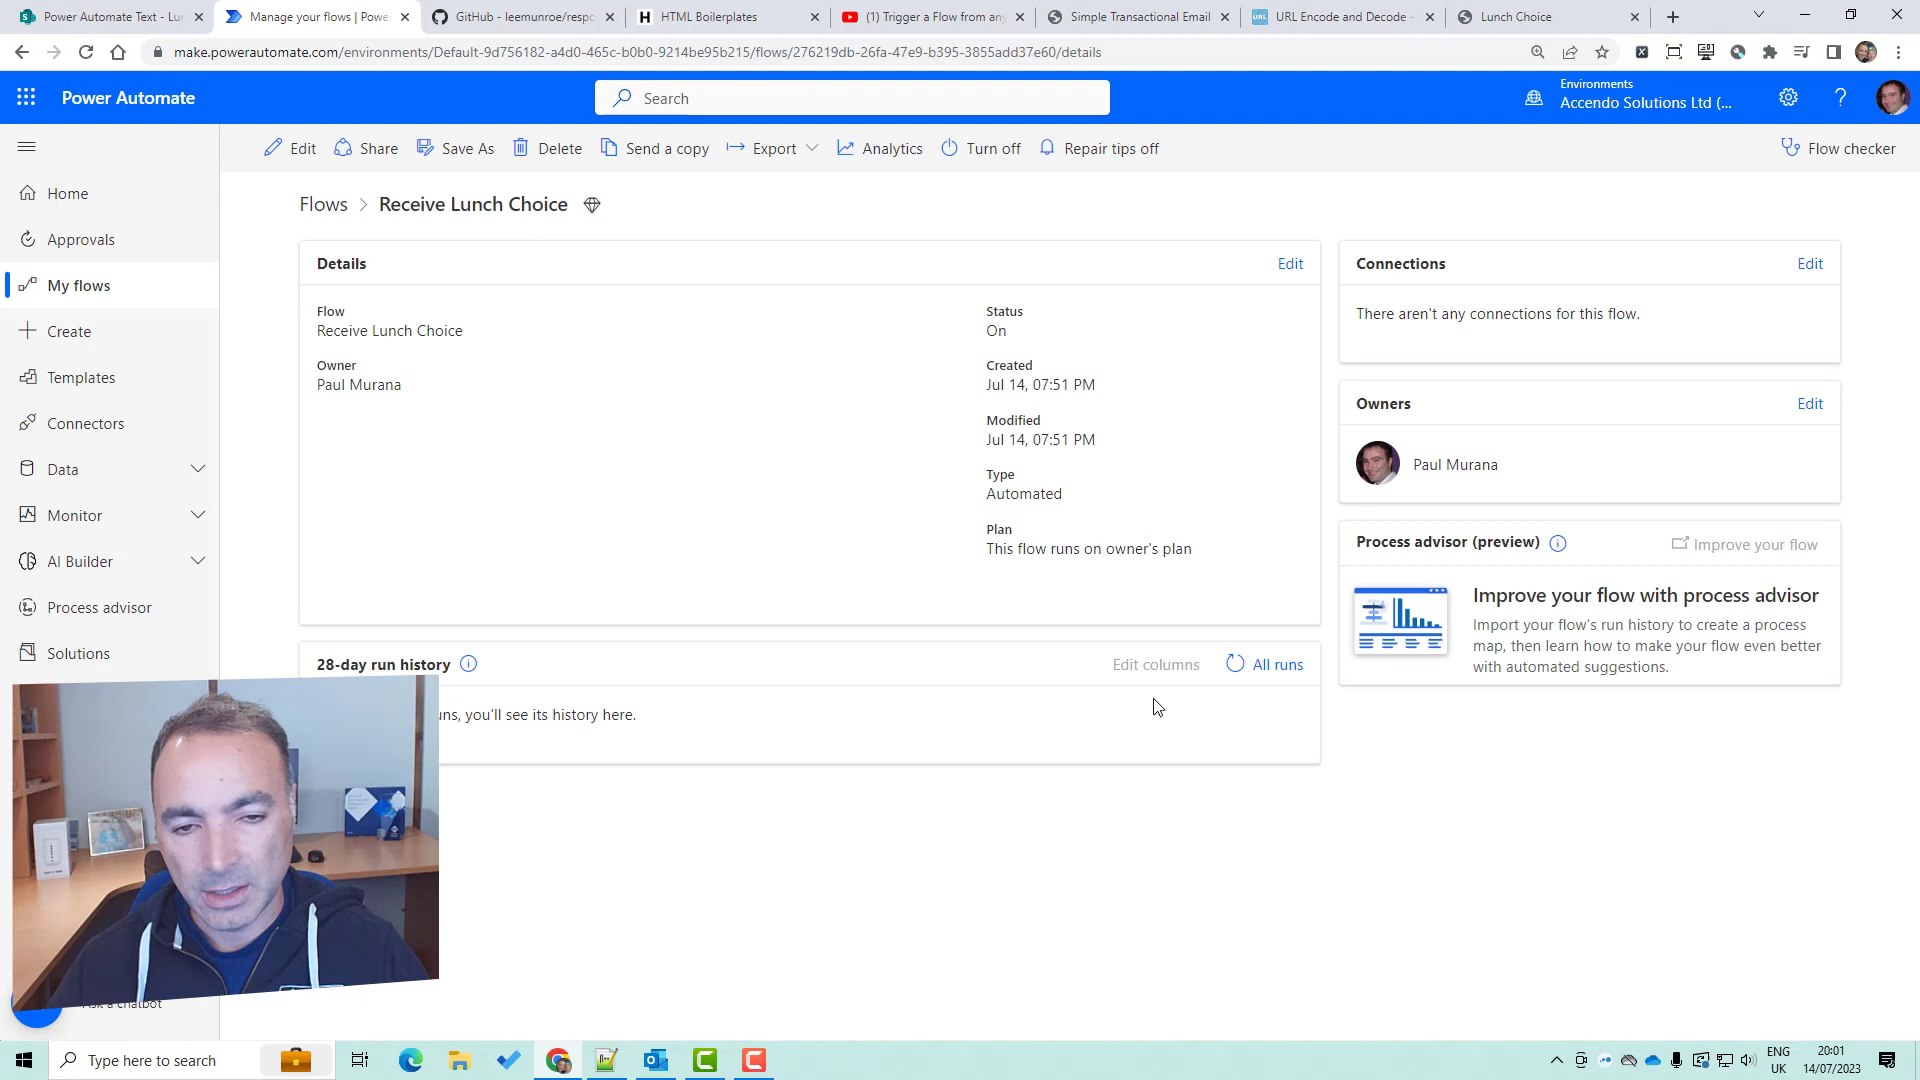 Power Automate Text - Lu
Manage your flows | Powe
GitHub - leemunroe/respo
HTML Boilerplates
(1) Trigger a Flow from any
Simple Transactional Email
URL Encode and Decode -
Lunch Choice
make.powerautomate.com/environments/Default-9d756182-a4d0-465c-b0b0-9214be95b215/flows/276219db-26fa-47e9-b395-3855add37e60/details
Power Automate
Search
Environments
Accendo Solutions Ltd (...
Edit
Share
Save As
Delete
Send a copy
Export
Analytics
Turn off
Repair tips off
Flow checker
Home
Approvals
My flows
Create
Templates
Connectors
Data
Monitor
AI Builder
Process advisor
Solutions
Flows > Receive Lunch Choice
Details
Edit
Flow
Receive Lunch Choice
Owner
Paul Murana
Status
On
Created
Jul 14, 07:51 PM
Modified
Jul 14, 07:51 PM
Type
Automated
Plan
This flow runs on owner's plan
28-day run history
Edit columns
All runs
uns, you'll see its history here.
Connections
Edit
There aren't any connections for this flow.
Owners
Edit
Paul Murana
Process advisor (preview)
Improve your flow
Improve your flow with process advisor
Import your flow's run history to create a process
map, then learn how to make your flow even better
with automated suggestions.
Ask a chatbot
Type here to search
ENG
UK
20:01
14/07/2023